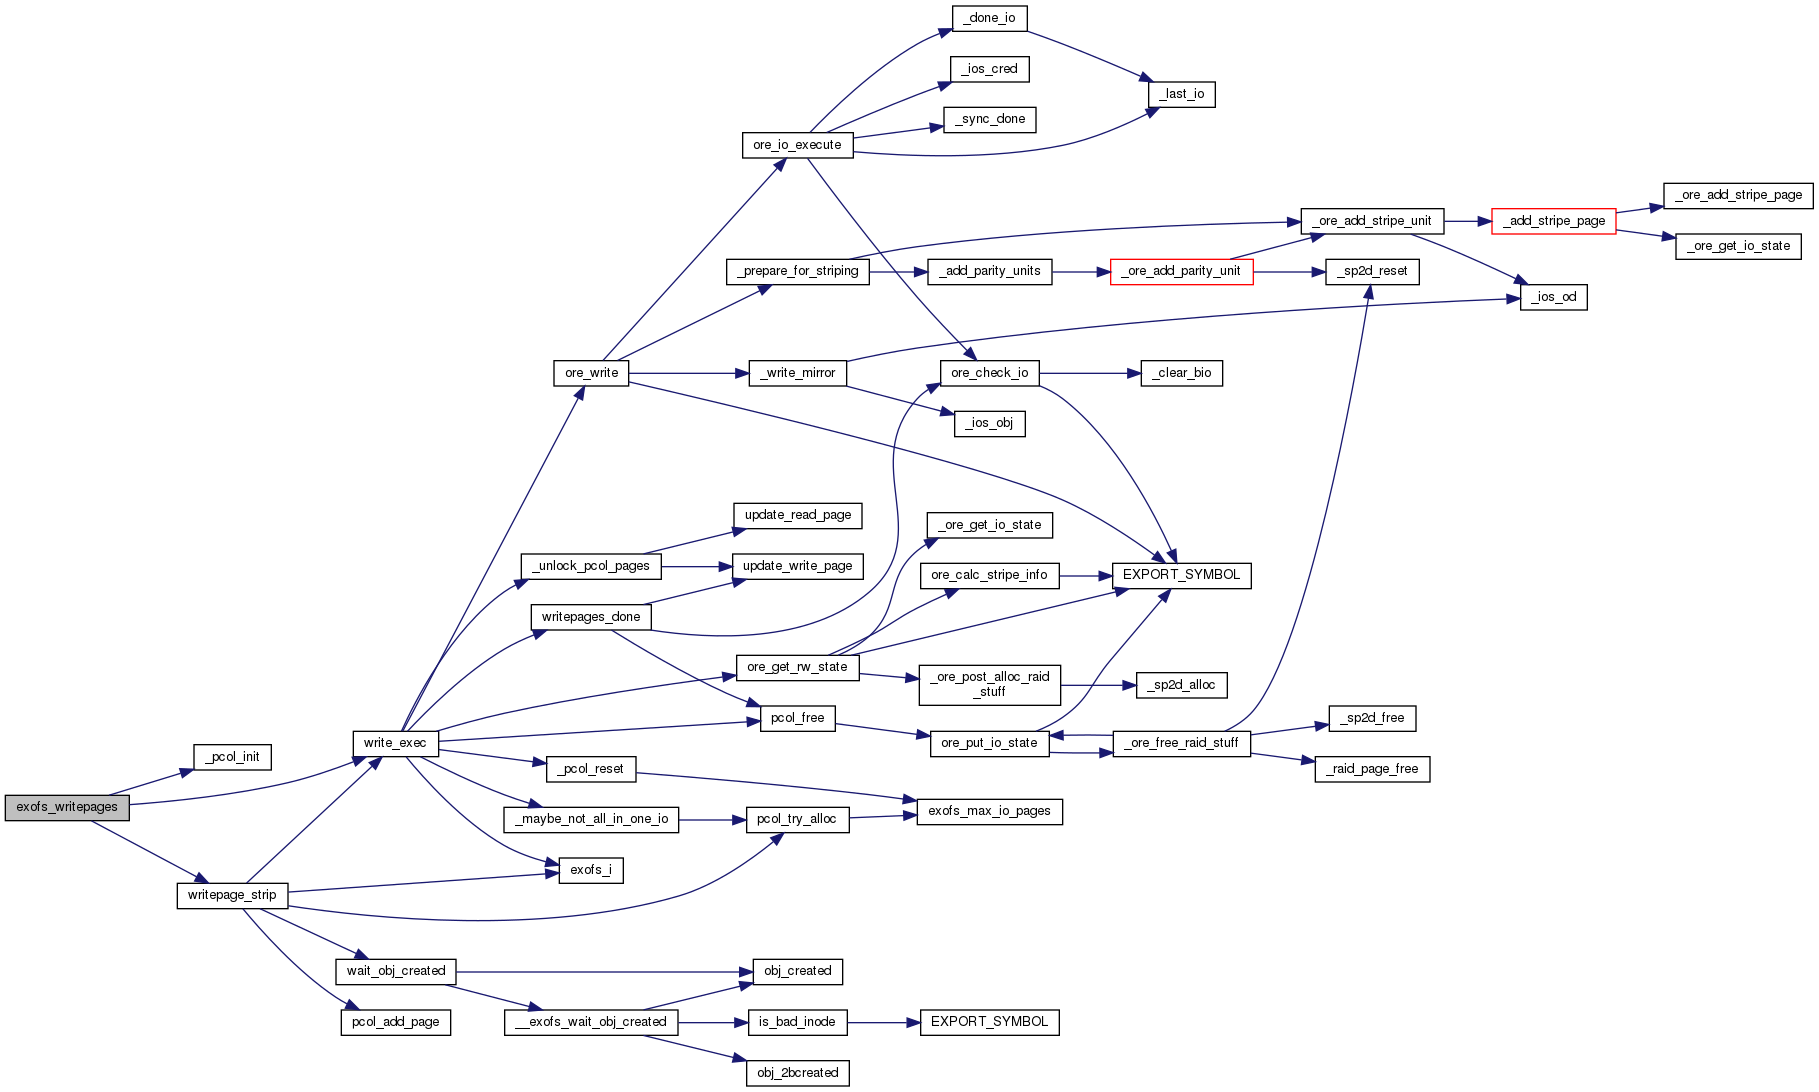 _done_io
_ios_cred
_last_io
_sync_done
ore_io_execute
_ore_add_stripe_page
_ore_add_stripe_unit
_add_stripe_page
_ore_get_io_state
_prepare_for_striping
_add_parity_units
_ore_add_parity_unit
_sp2d_reset
_ios_od
ore_write
_write_mirror
ore_check_io
_clear_bio
_ios_obj
update_read_page
_ore_get_io_state
_unlock_pcol_pages
update_write_page
ore_calc_stripe_info
EXPORT_SYMBOL
writepages_done
ore_get_rw_state
_ore_post_alloc_raid
_stuff
_sp2d_alloc
pcol_free
_sp2d_free
write_exec
ore_put_io_state
_ore_free_raid_stuff
_pcol_init
_pcol_reset
_raid_page_free
exofs_writepages
exofs_max_io_pages
_maybe_not_all_in_one_io
pcol_try_alloc
exofs_i
writepage_strip
wait_obj_created
obj_created
pcol_add_page
__exofs_wait_obj_created
is_bad_inode
EXPORT_SYMBOL
obj_2bcreated